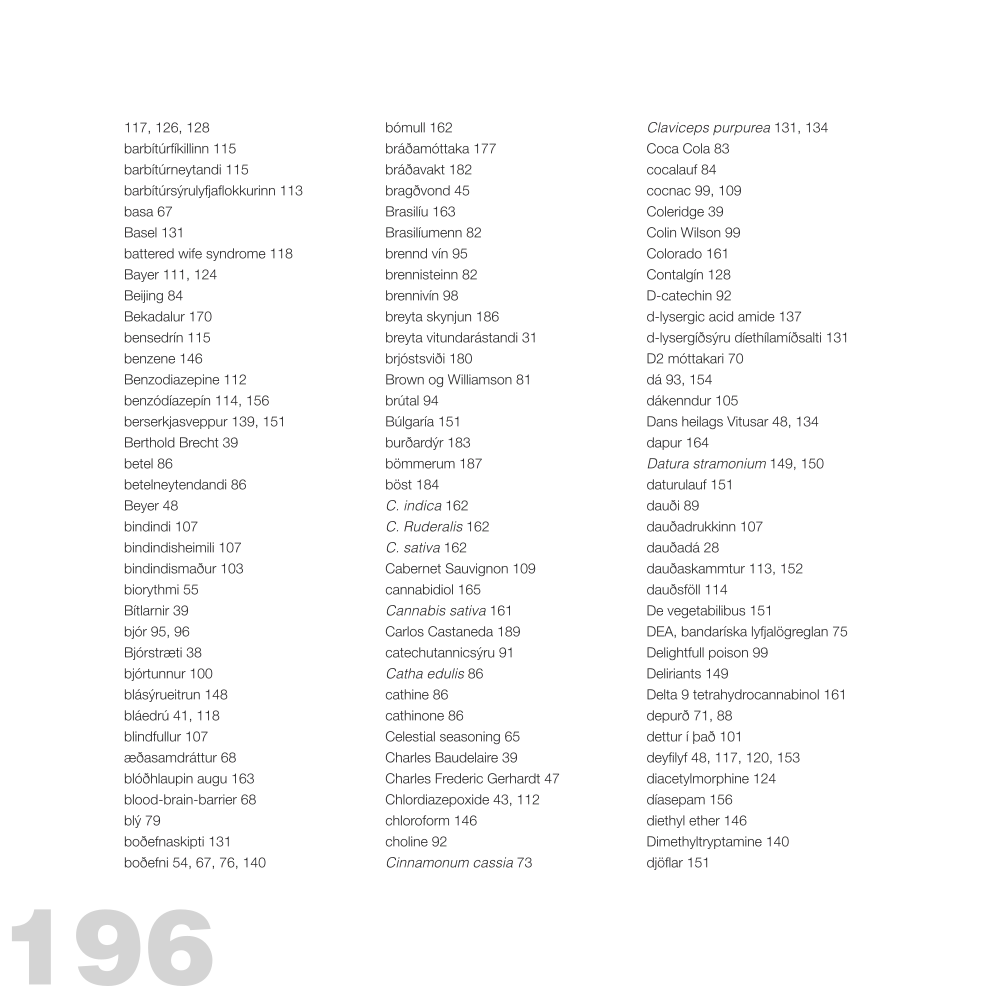 117, 126, 128
barbítúrfíkillinn 115
barbítúrneytandi 115
barbítúrsýrulyfjaflokkurinn 113
basa 67
Basel 131
battered wife syndrome 118
Bayer 111, 124
Beijing 84
Bekadalur 170
bensedrín 115
benzene 146
Benzodiazepine 112
benzódíazepín 114, 156
berserkjasveppur 139, 151
Berthold Brecht 39
betel 86
betelneytendandi 86
Beyer 48
bindindi 107
bindindisheimili 107
bindindismaður 103
biorythmi 55
Bítlarnir 39
bjór 95, 96
Bjórstræti 38
bjórtunnur 100
blásýrueitrun 148
bláedrú 41, 118
blindfullur 107
æðasamdráttur 68
blóðhlaupin augu 163
blood-brain-barrier 68
blý 79
boðefnaskipti 131
boðefni 54, 67, 76, 140
bómull 162
bráðamóttaka 177
bráðavakt 182
bragðvond 45
Brasilíu 163
Brasilíumenn 82
brennd vín 95
brennisteinn 82
brennivín 98
breyta skynjun 186
breyta vitundarástandi 31
brjóstsviði 180
Brown og Williamson 81
brútal 94
Búlgaría 151
burðardýr 183
bömmerum 187
böst 184
C. indica 162
C. Ruderalis 162
C. sativa 162
Cabernet Sauvignon 109
cannabidiol 165
Cannabis sativa 161
Carlos Castaneda 189
catechutannicsýru 91
Catha edulis 86
cathine 86
cathinone 86
Celestial seasoning 65
Charles Baudelaire 39
Charles Frederic Gerhardt 47
Chlordiazepoxide 43, 112
chloroform 146
choline 92
Cinnamonum cassia 73
Claviceps purpurea 131, 134
Coca Cola 83
cocalauf 84
cocnac 99, 109
Coleridge 39
Colin Wilson 99
Colorado 161
Contalgín 128
D-catechin 92
d-lysergic acid amide 137
d-lysergíðsýru díethílamíðsalti 131
D2 móttakari 70
dá 93, 154
dákenndur 105
Dans heilags Vitusar 48, 134
dapur 164
Datura stramonium 149, 150
daturulauf 151
dauði 89
dauðadrukkinn 107
dauðadá 28
dauðaskammtur 113, 152
dauðsföll 114
De vegetabilibus 151
DEA, bandaríska lyfjalögreglan 75
Delightfull poison 99
Deliriants 149
Delta 9 tetrahydrocannabinol 161
depurð 71, 88
dettur í það 101
deyfilyf 48, 117, 120, 153
diacetylmorphine 124
díasepam 156
diethyl ether 146
Dimethyltryptamine 140
djöflar 151
196